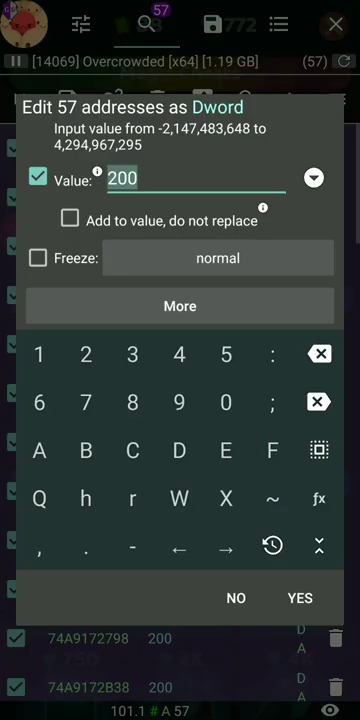 57
772
[14069] Overcrowded [x64] [1.19 GB]
(57)
Edit 57 addresses as Dword
Input value from -2,147,483,648 to
4,294,967,295
Value: 200
Add to value, do not replace
Freeze: normal
More
1 2 3 4 5 :
6 7 8 9 0 ;
A B C D E F
Q h r W X ~ fx
, . - ← →
NO YES
74A9172798 200 D
A
74A9172B38 200 D
A
101.1 # A 57